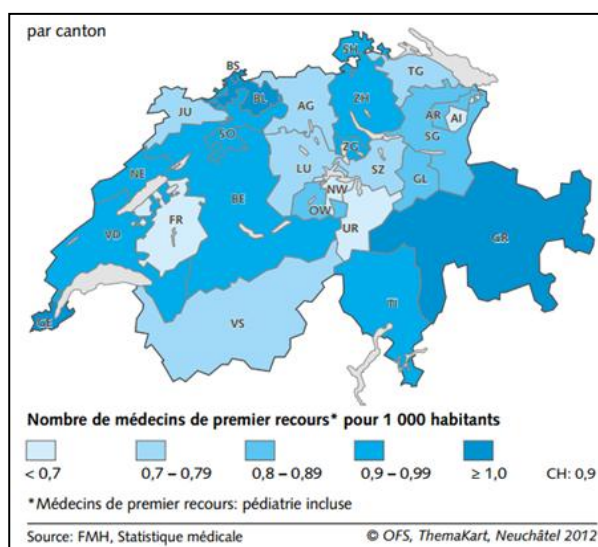 par canton
SH
BS
BL
TG
JU
AG
ZH
AR
AI
SO
SG
ZG
NE
LU
SZ
BE
NW
GL
OW
FR
VD
UR
GR
GE
TI
VS
Nombre de médecins de premier recours* pour 1 000 habitants
< 0,7 0,7 – 0,79 0,8 – 0,89 0,9 – 0,99 ≥ 1,0 CH: 0,9
*Médecins de premier recours: pédiatrie incluse
Source: FMH, Statistique médicale © OFS, ThemaKart, Neuchâtel 2012